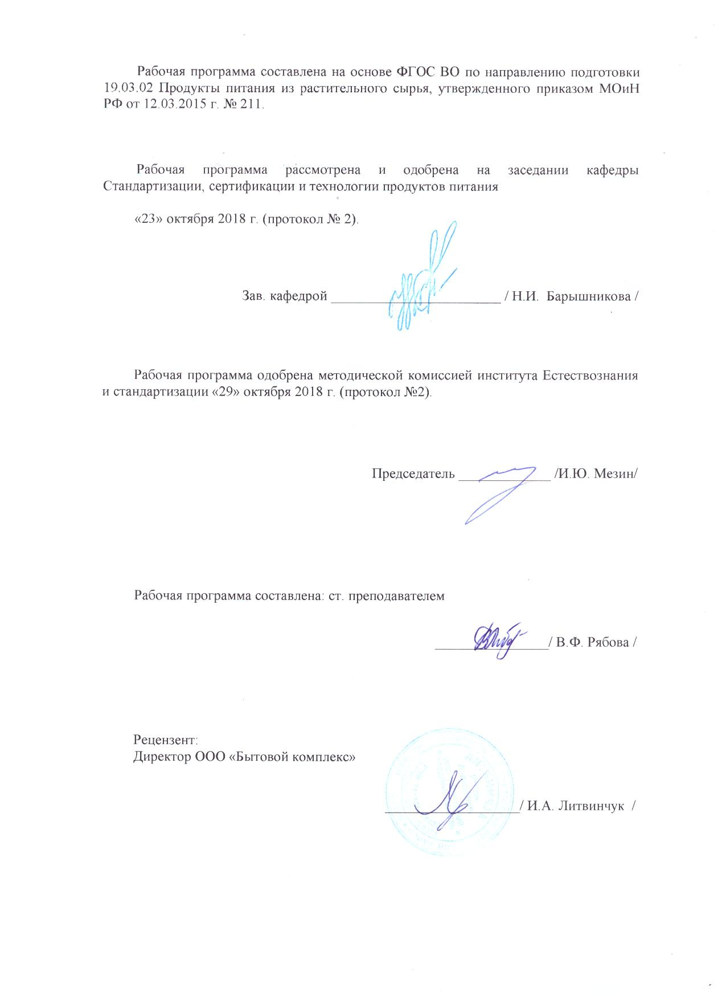 Рабочая программа составлена на основе ФГОС ВО по направлению подготовки
19.03.02 Продукты питания из растительного сырья, утвержденного приказом МОиН
РФ от 12.03.2015 г. № 211.
Рабочая программа рассмотрена и одобрена на заседании кафедры
Стандартизации, сертификации и технологии продуктов питания
«23» октября 2018 г. (протокол № 2).
Зав. кафедрой ________________________ / Н.И. Барышникова /
Рабочая программа одобрена методической комиссией института Естествознания
и стандартизации «29» октября 2018 г. (протокол №2).
Председатель _____________ /И.Ю. Мезин/
Рабочая программа составлена: ст. преподавателем
________________/ В.Ф. Рябова /
Рецензент:
Директор ООО «Бытовой комплекс»
___________________/ И.А. Литвинчук /